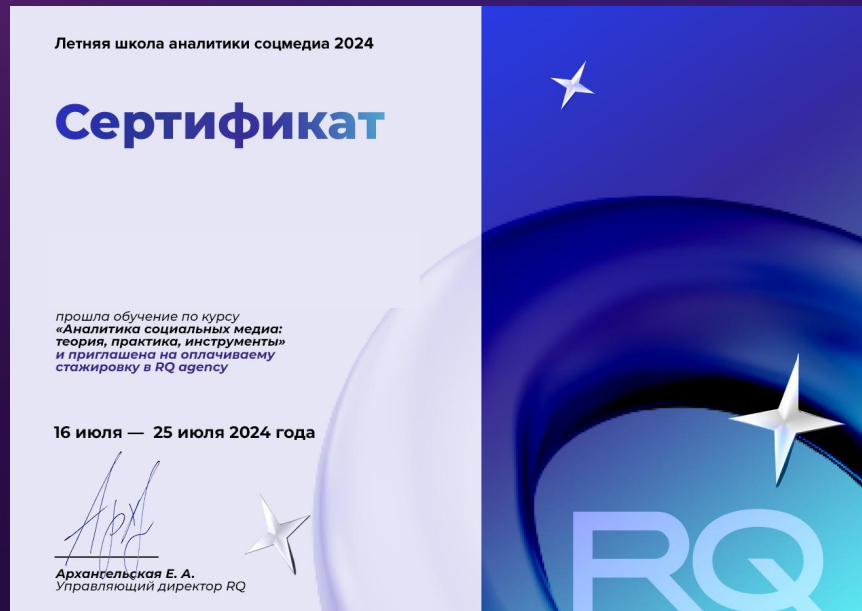 Летняя школа аналитики соцмедиа 2024
Сертификат
прошла обучение по курсу
«Аналитика социальных медиа:
теория, практика, инструменты»
и приглашена на оплачиваему
стажировку в RQ agency
16 июля — 25 июля 2024 года
Архангельская Е. А.
Управляющий директор RQ
RQ